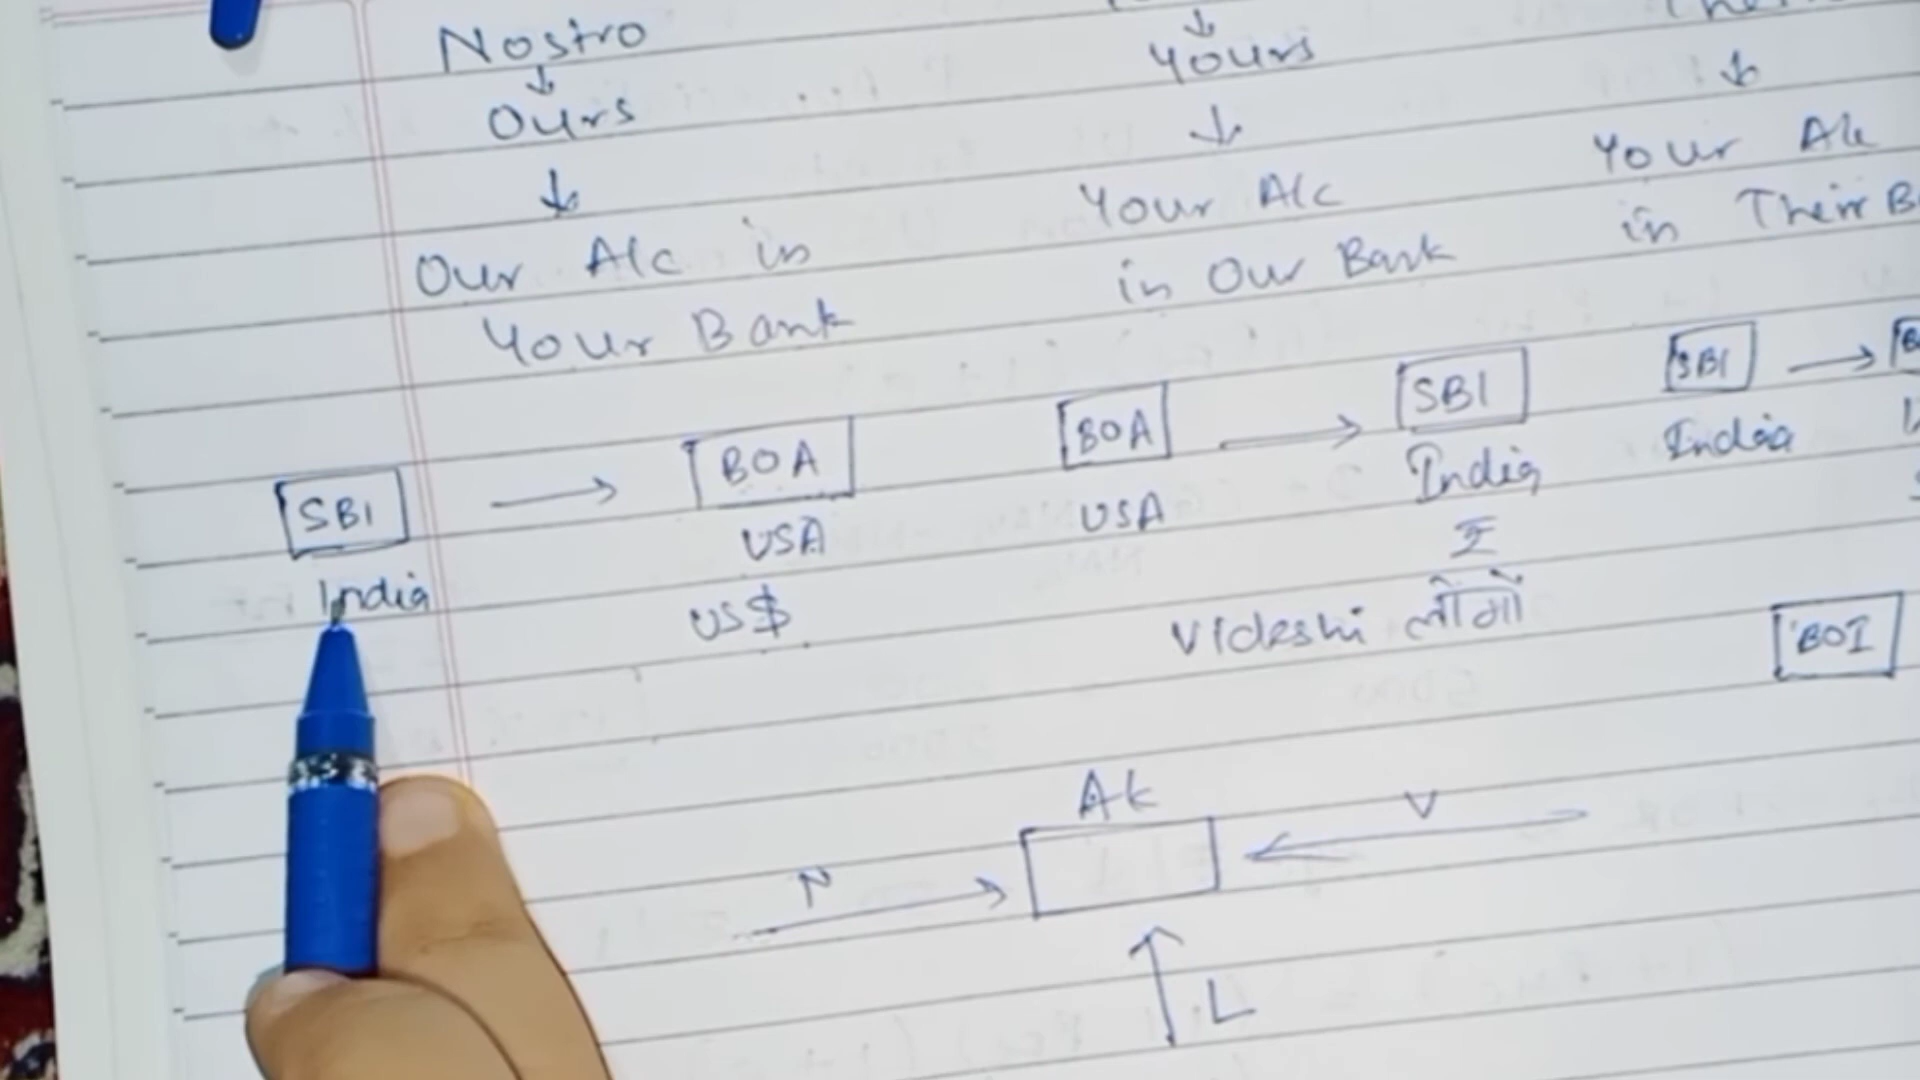 Nostro
Ours
Our A/c in
Your Bank
SBI
India
BOA
USA
US$
Yours
Your A/c
in Our Bank
BOA
USA
SBI
India
₹
Videshi लोगो
Your A/c
in Their
SBI
India
BOI
A/c
N
V
L